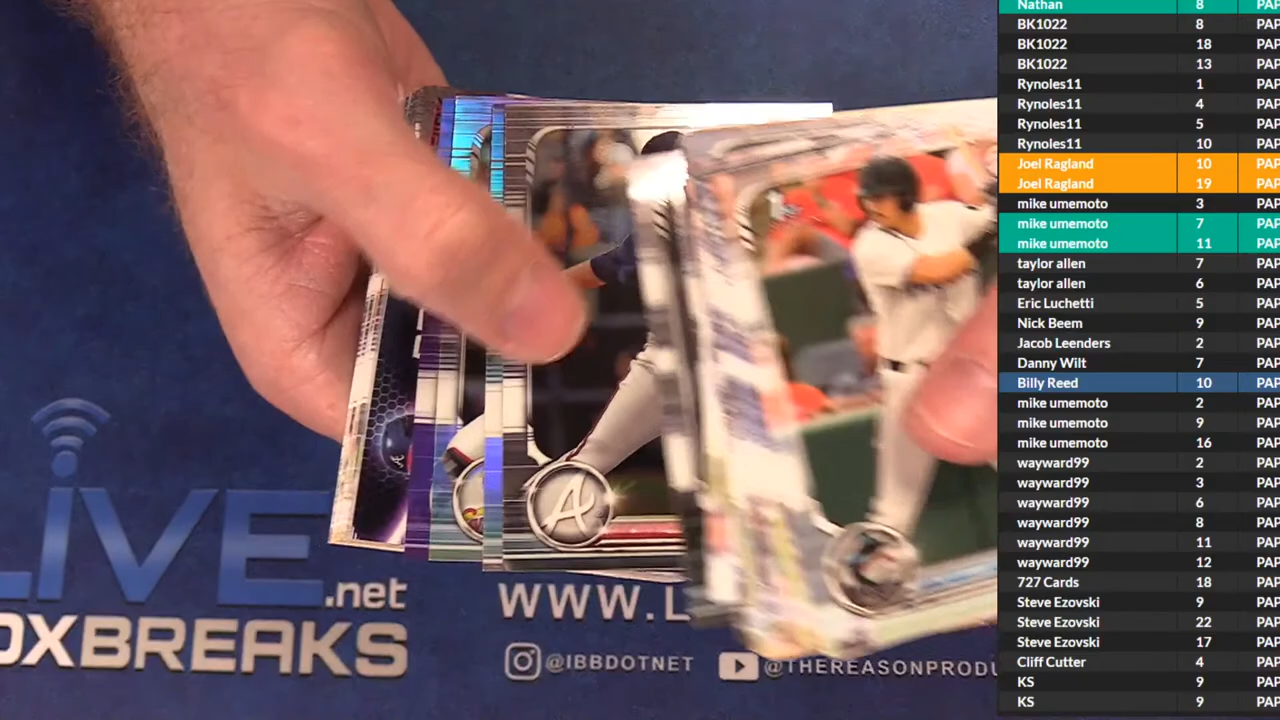 Nathan 8 PAP
BK1022 8 PAP
BK1022 18 PAP
BK1022 13 PAP
Rynoles11 1 PAP
Rynoles11 4 PAP
Rynoles11 5 PAP
Rynoles11 10 PAP
Joel Ragland 10 PAP
Joel Ragland 19 PAP
mike umemoto 3 PAP
mike umemoto 7 PAP
mike umemoto 11 PAP
taylor allen 7 PAP
taylor allen 6 PAP
Eric Luchetti 5 PAP
Nick Beem 9 PAP
Jacob Leenders 2 PAP
Danny Wilt 7 PAP
Billy Reed 10 PAP
mike umemoto 2 PAP
mike umemoto 9 PAP
mike umemoto 16 PAP
wayward99 2 PAP
wayward99 3 PAP
wayward99 6 PAP
wayward99 8 PAP
wayward99 11 PAP
wayward99 12 PAP
727 Cards 18 PAP
Steve Ezovski 9 PAP
Steve Ezovski 22 PAP
Steve Ezovski 17 PAP
Cliff Cutter 4 PAP
KS 9 PAP
KS 9 PAP
LiVE.net
OXBREAKS
WWW.L
@IBBDOTNET
@THEREASONPRODU
A